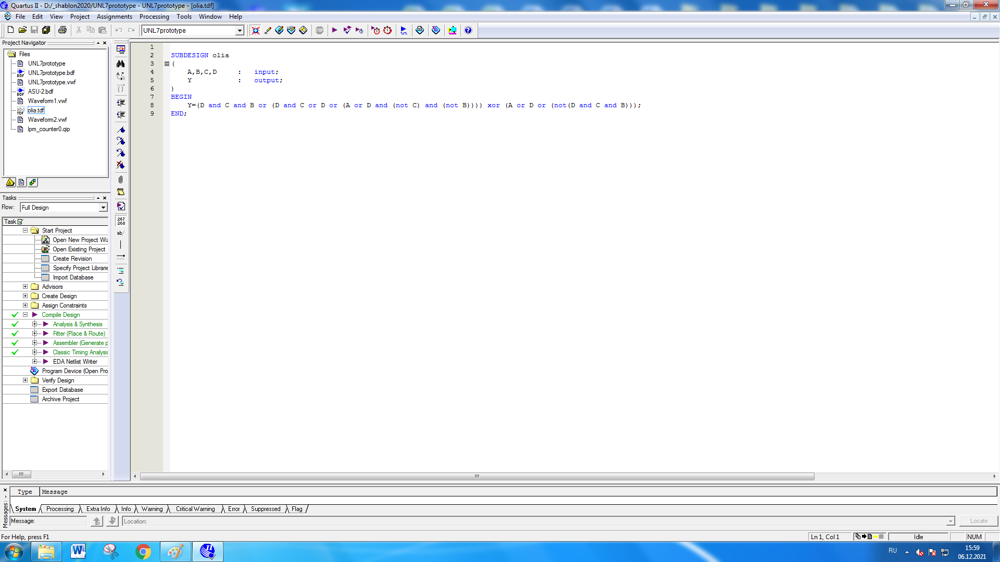 Quartus II - D:/_shablon2020/UNL7prototype - UNL7prototype - [olia.tdf]
File Edit View Project Assignments Processing Tools Window Help
UNL7prototype
Project Navigator
Files
UNL7prototype
UNL7prototype.bdf
UNL7prototype.vwf
ASU-2.bdf
Waveform1.vwf
olia.tdf
Waveform2.vwf
lpm_counter0.qip
Tasks
Flow: Full Design
Task
Start Project
Open New Project Wiz
Open Existing Project
Create Revision
Specify Project Librarie
Import Database
Advisors
Create Design
Assign Constraints
Compile Design
Analysis & Synthesis
Fitter (Place & Route)
Assembler (Generate p
Classic Timing Analysis
EDA Netlist Writer
Program Device (Open Pro
Verify Design
Export Database
Archive Project
267
268
ab/
1
2 SUBDESIGN olia
3 (
4 A,B,C,D : input;
5 Y : output;
6 )
7 BEGIN
8 Y=(D and C and B or (D and C or D or (A or D and (not C) and (not B)))) xor (A or D or (not(D and C and B)));
9 END;
Type Message
System Processing Extra Info Info Warning Critical Warning Error Suppressed Flag
Messages
Message: Location: Locate
For Help, press F1 Ln 1, Col 1 Idle NUM
RU 15:59
06.12.2021